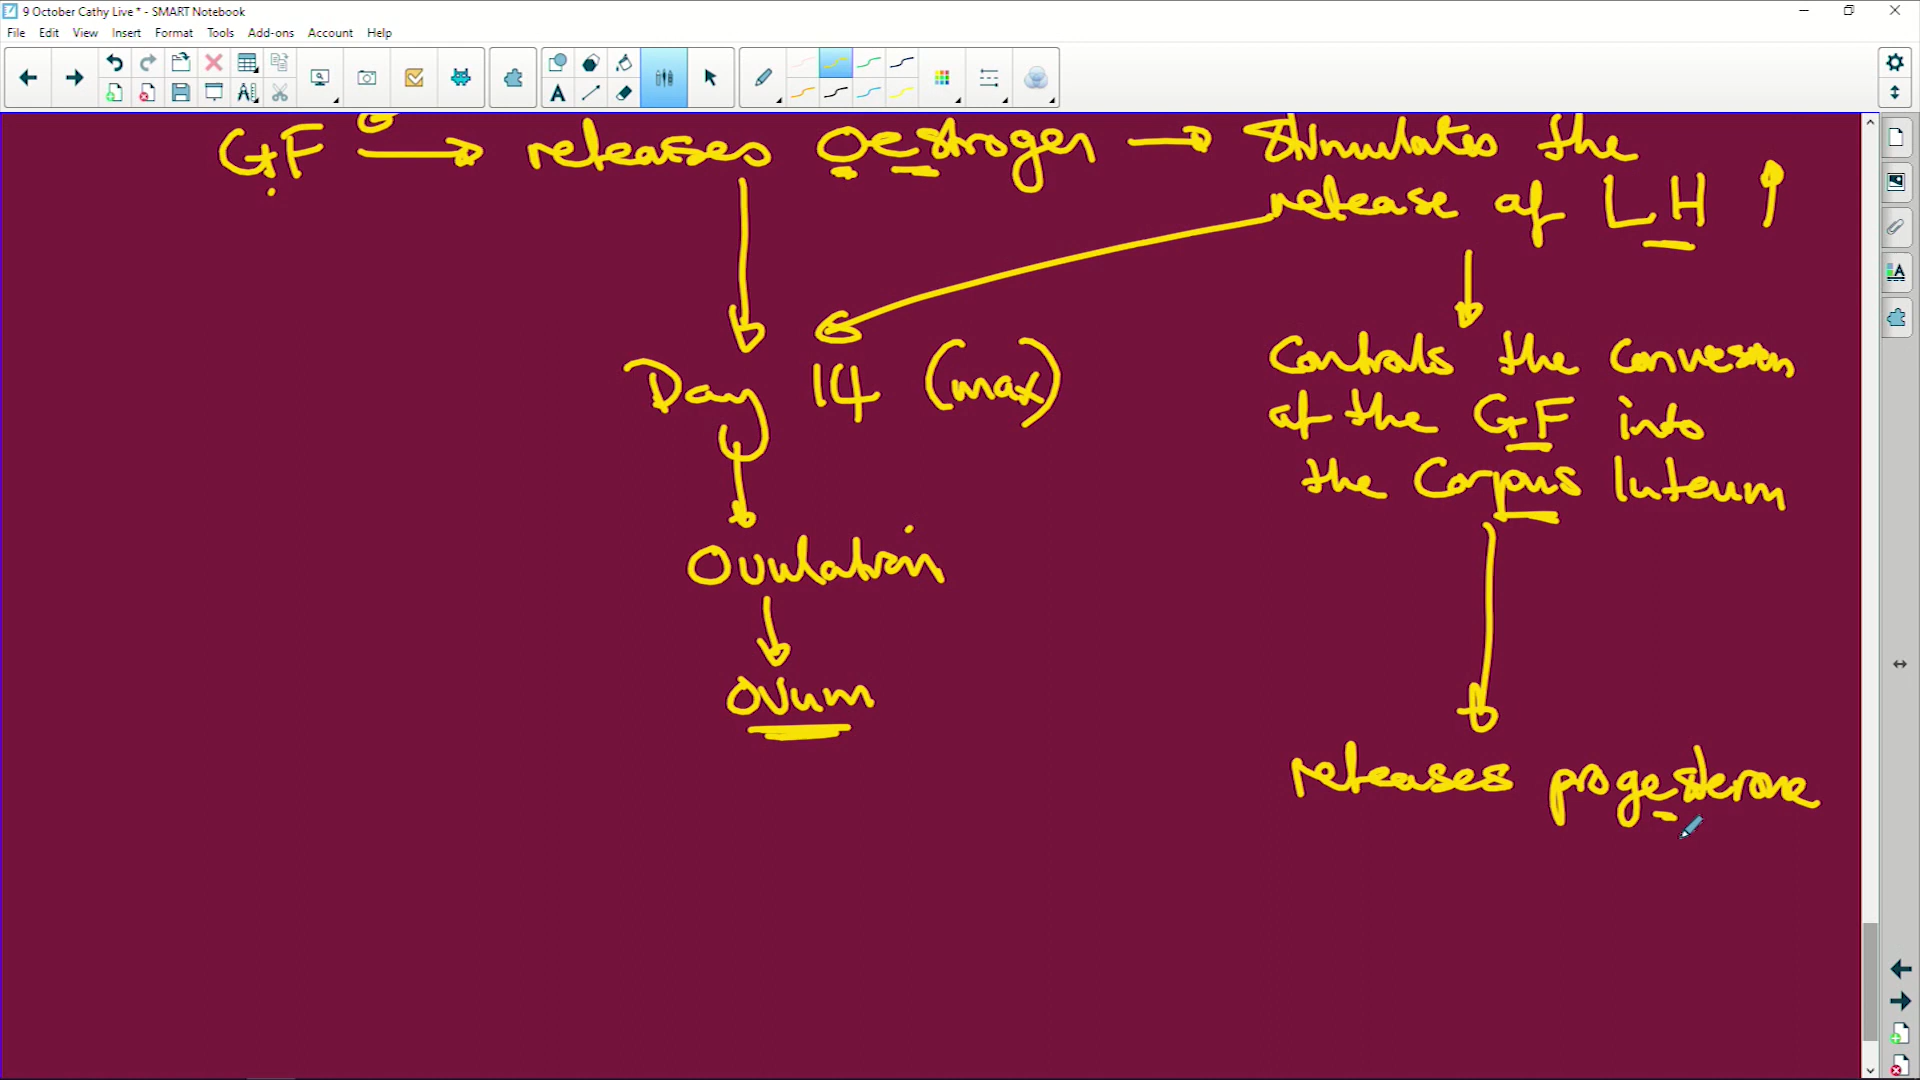 9 October Cathy Live * - SMART Notebook
File Edit View Insert Format Tools Add-ons Account Help
GF → releases Oestrogen → Stimulates the
release of LH ↑
Controls the Conversion
of the GF into
the Corpus luteum
releases progesterone
Day 14 (max)
Ovulation
Ovum